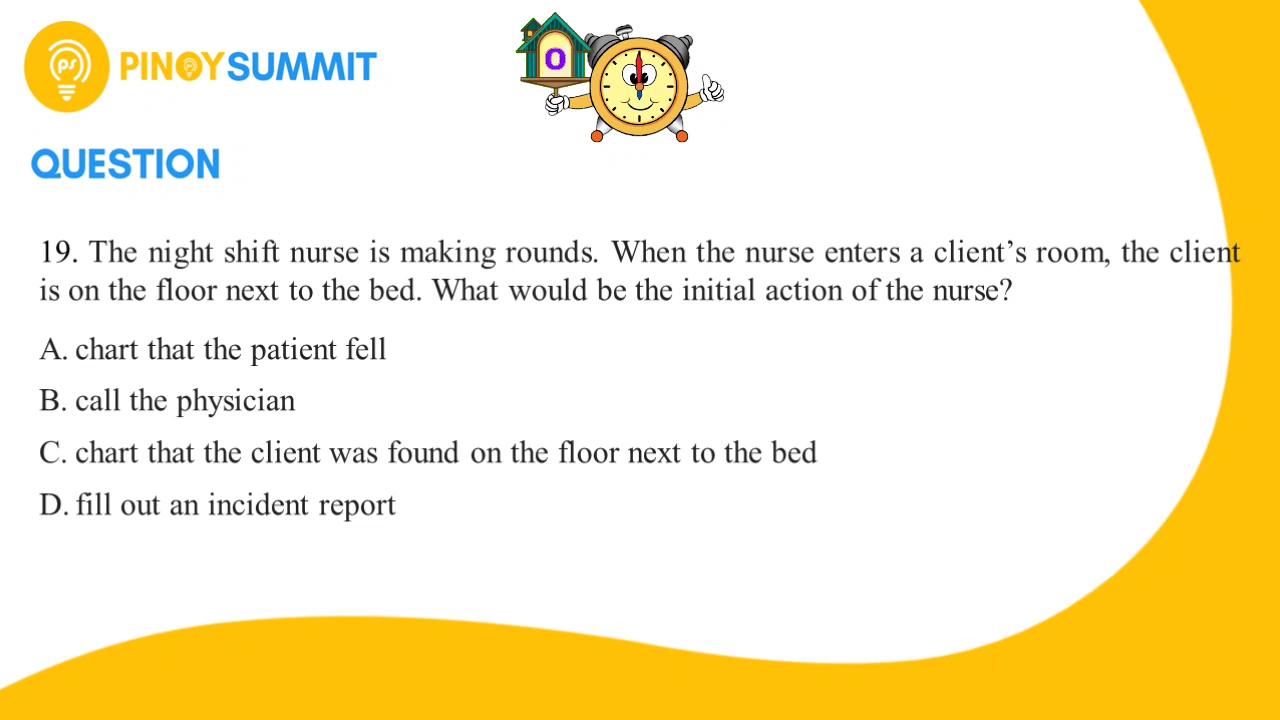 PINOYSUMMIT
ps
0
QUESTION
19. The night shift nurse is making rounds. When the nurse enters a client’s room, the client
is on the floor next to the bed. What would be the initial action of the nurse?
A. chart that the patient fell
B. call the physician
C. chart that the client was found on the floor next to the bed
D. fill out an incident report